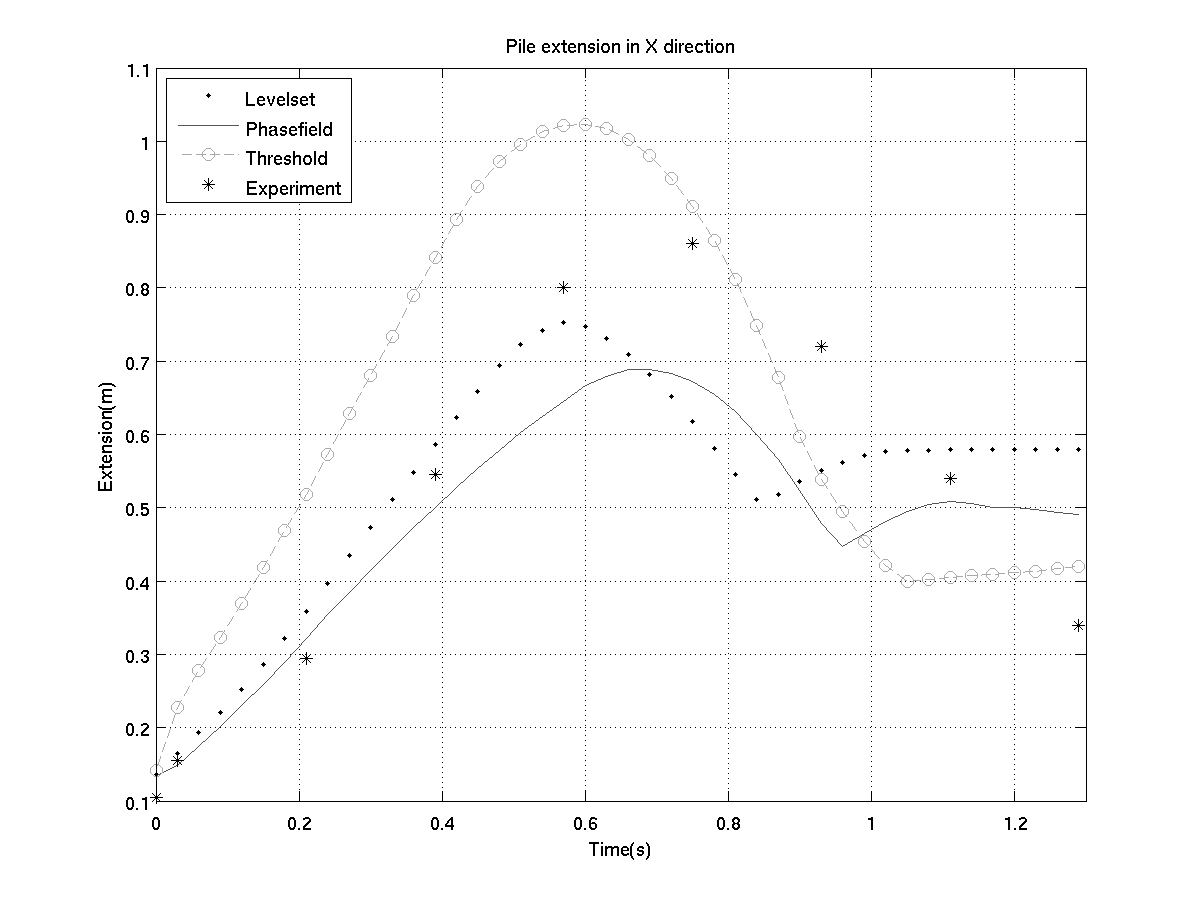 Pile extension in X direction
Levelset
Phasefield
Threshold
Experiment
Extension(m)
1.1
1
0.9
0.8
0.7
0.6
0.5
0.4
0.3
0.2
0.1
0 0.2 0.4 0.6 0.8 1 1.2
Time(s)